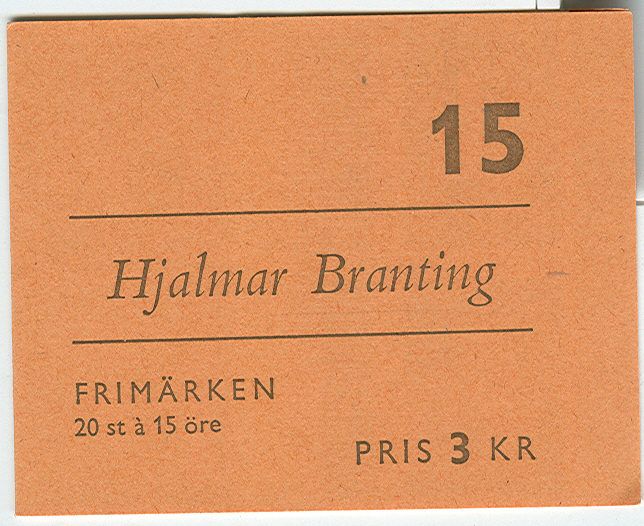 15
Hjalmar Branting
FRIMÄRKEN
20 st à 15 öre
PRIS 3 KR